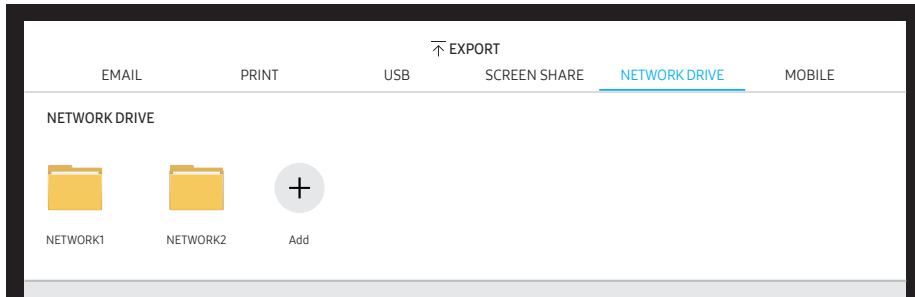 EXPORT
EMAIL PRINT USB SCREEN SHARE NETWORK DRIVE MOBILE
NETWORK DRIVE
NETWORK1 NETWORK2 Add